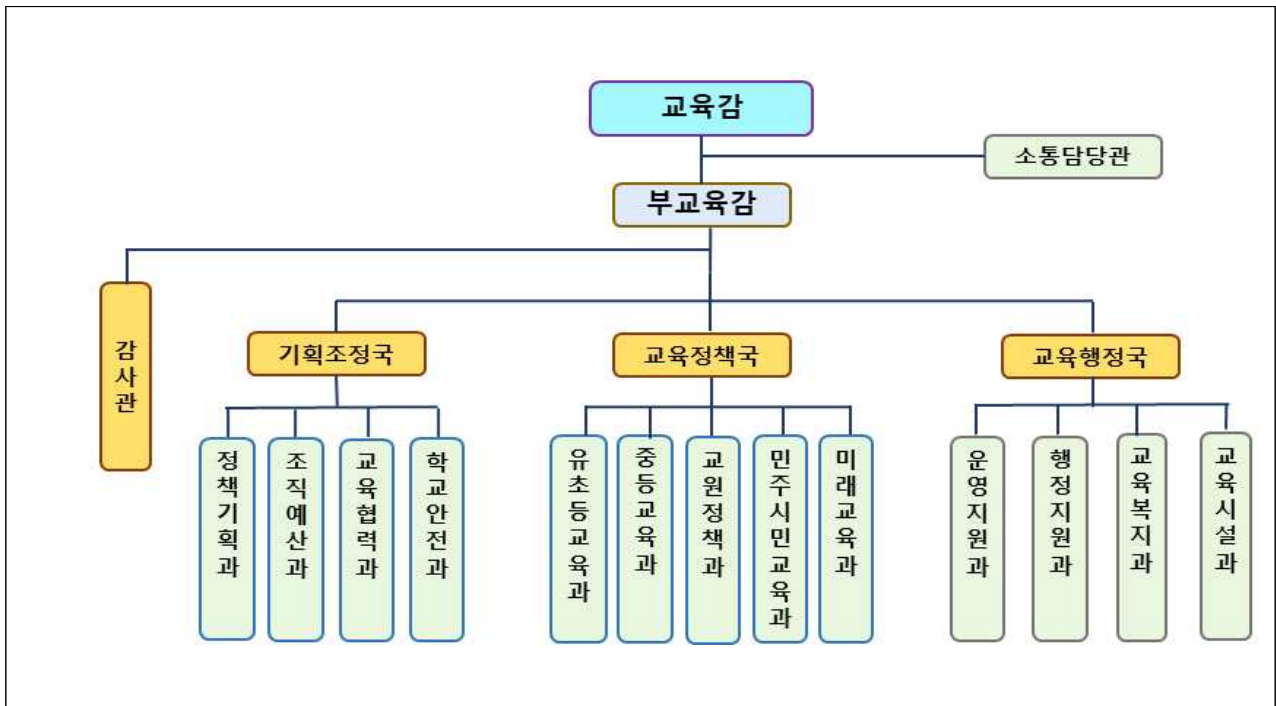 교육감
소통담당관
부교육감
감사관
기획조정국
교육정책국
교육행정국
정책기획과
조직예산과
교육협력과
학교안전과
유초등교육과
중등교육과
교원정책과
민주시민교육과
미래교육과
운영지원과
행정지원과
교육복지과
교육시설과